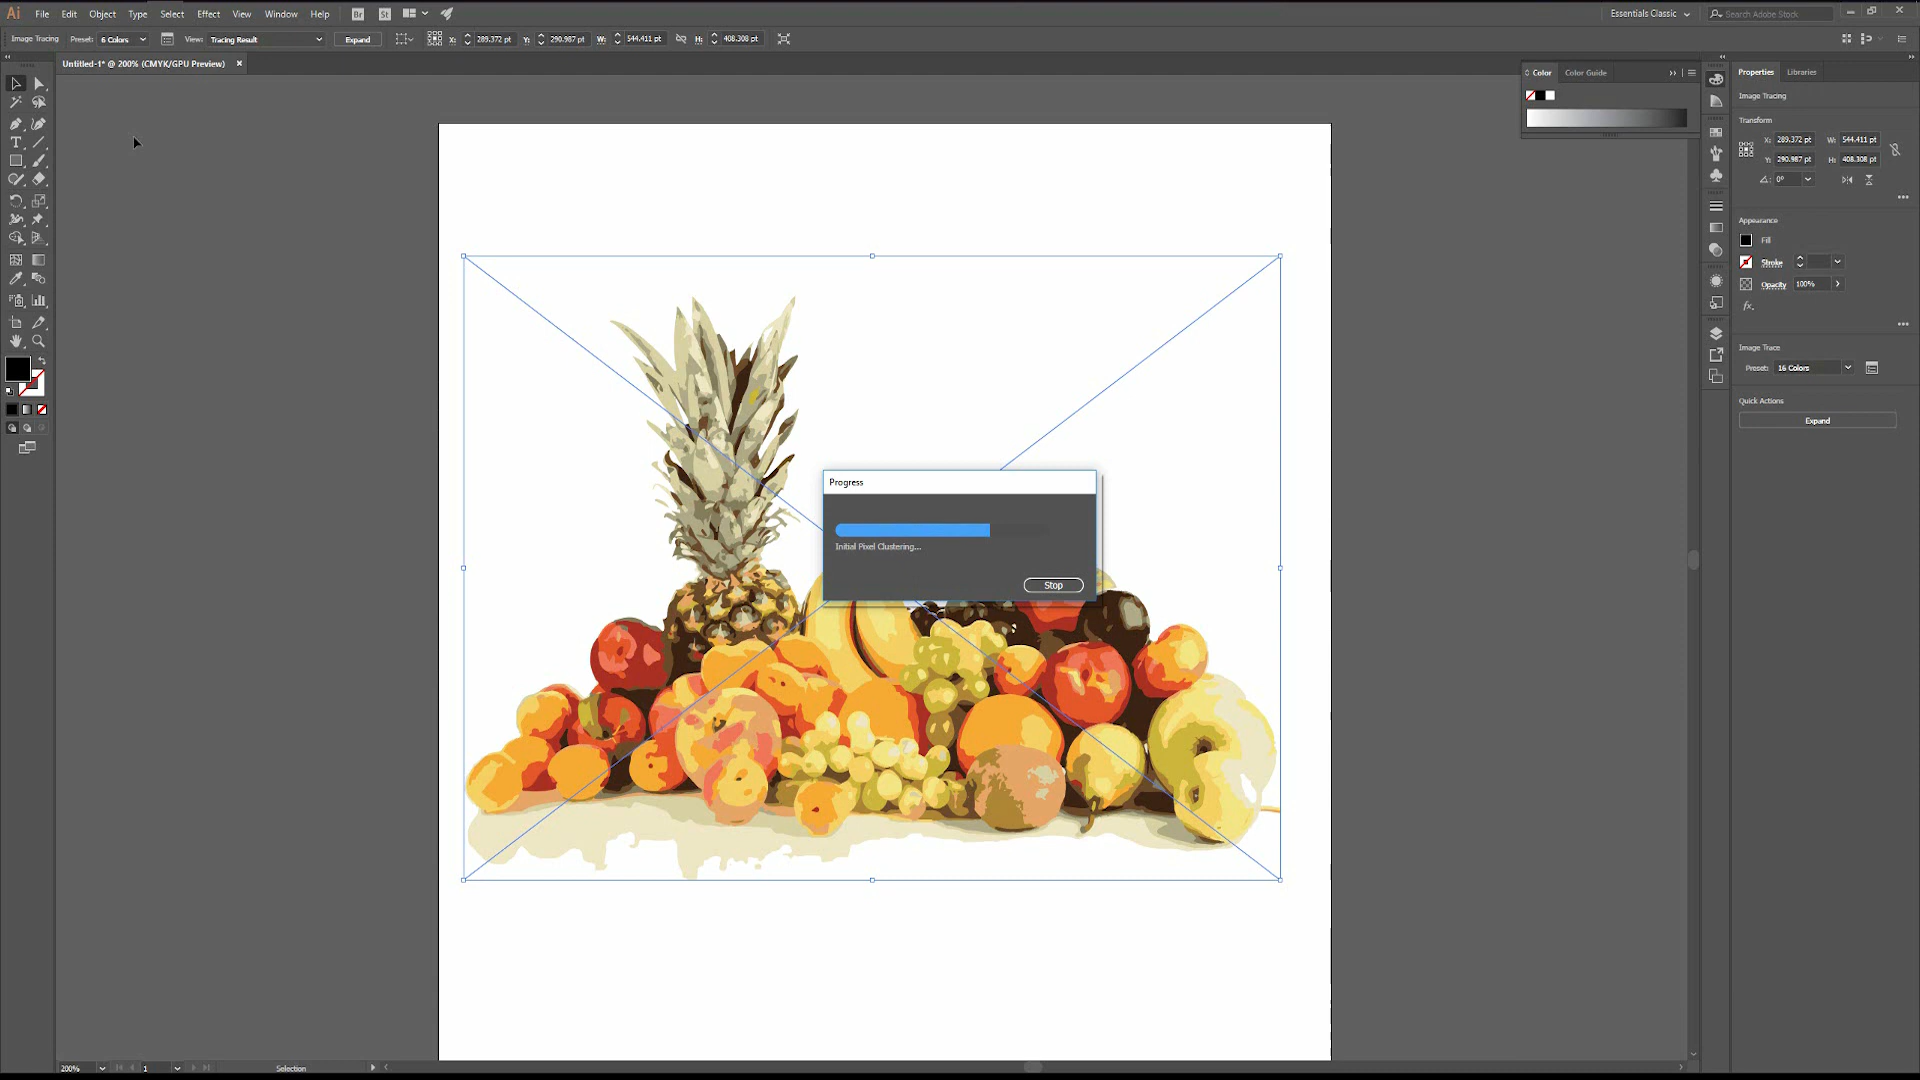 Ai File Edit Object Type Select Effect View Window Help Br St Essentials Classic Search Adobe Stock
Image Tracing Preset: 6 Colors View: Tracing Result Expand X: 289.372 pt Y: 290.987 pt W: 544.411 pt H: 408.308 pt
Untitled-1* @ 200% (CMYK/GPU Preview) ×
Color Color Guide
Properties Libraries
Image Tracing
Transform
X: 289.372 pt W: 544.411 pt
Y: 290.987 pt H: 408.308 pt
0°
Appearance
Fill
Stroke
Opacity 100%
fx.
Image Trace
Preset: 16 Colors
Quick Actions
Expand
Progress
Initial Pixel Clustering...
Stop
200% 1 Selection